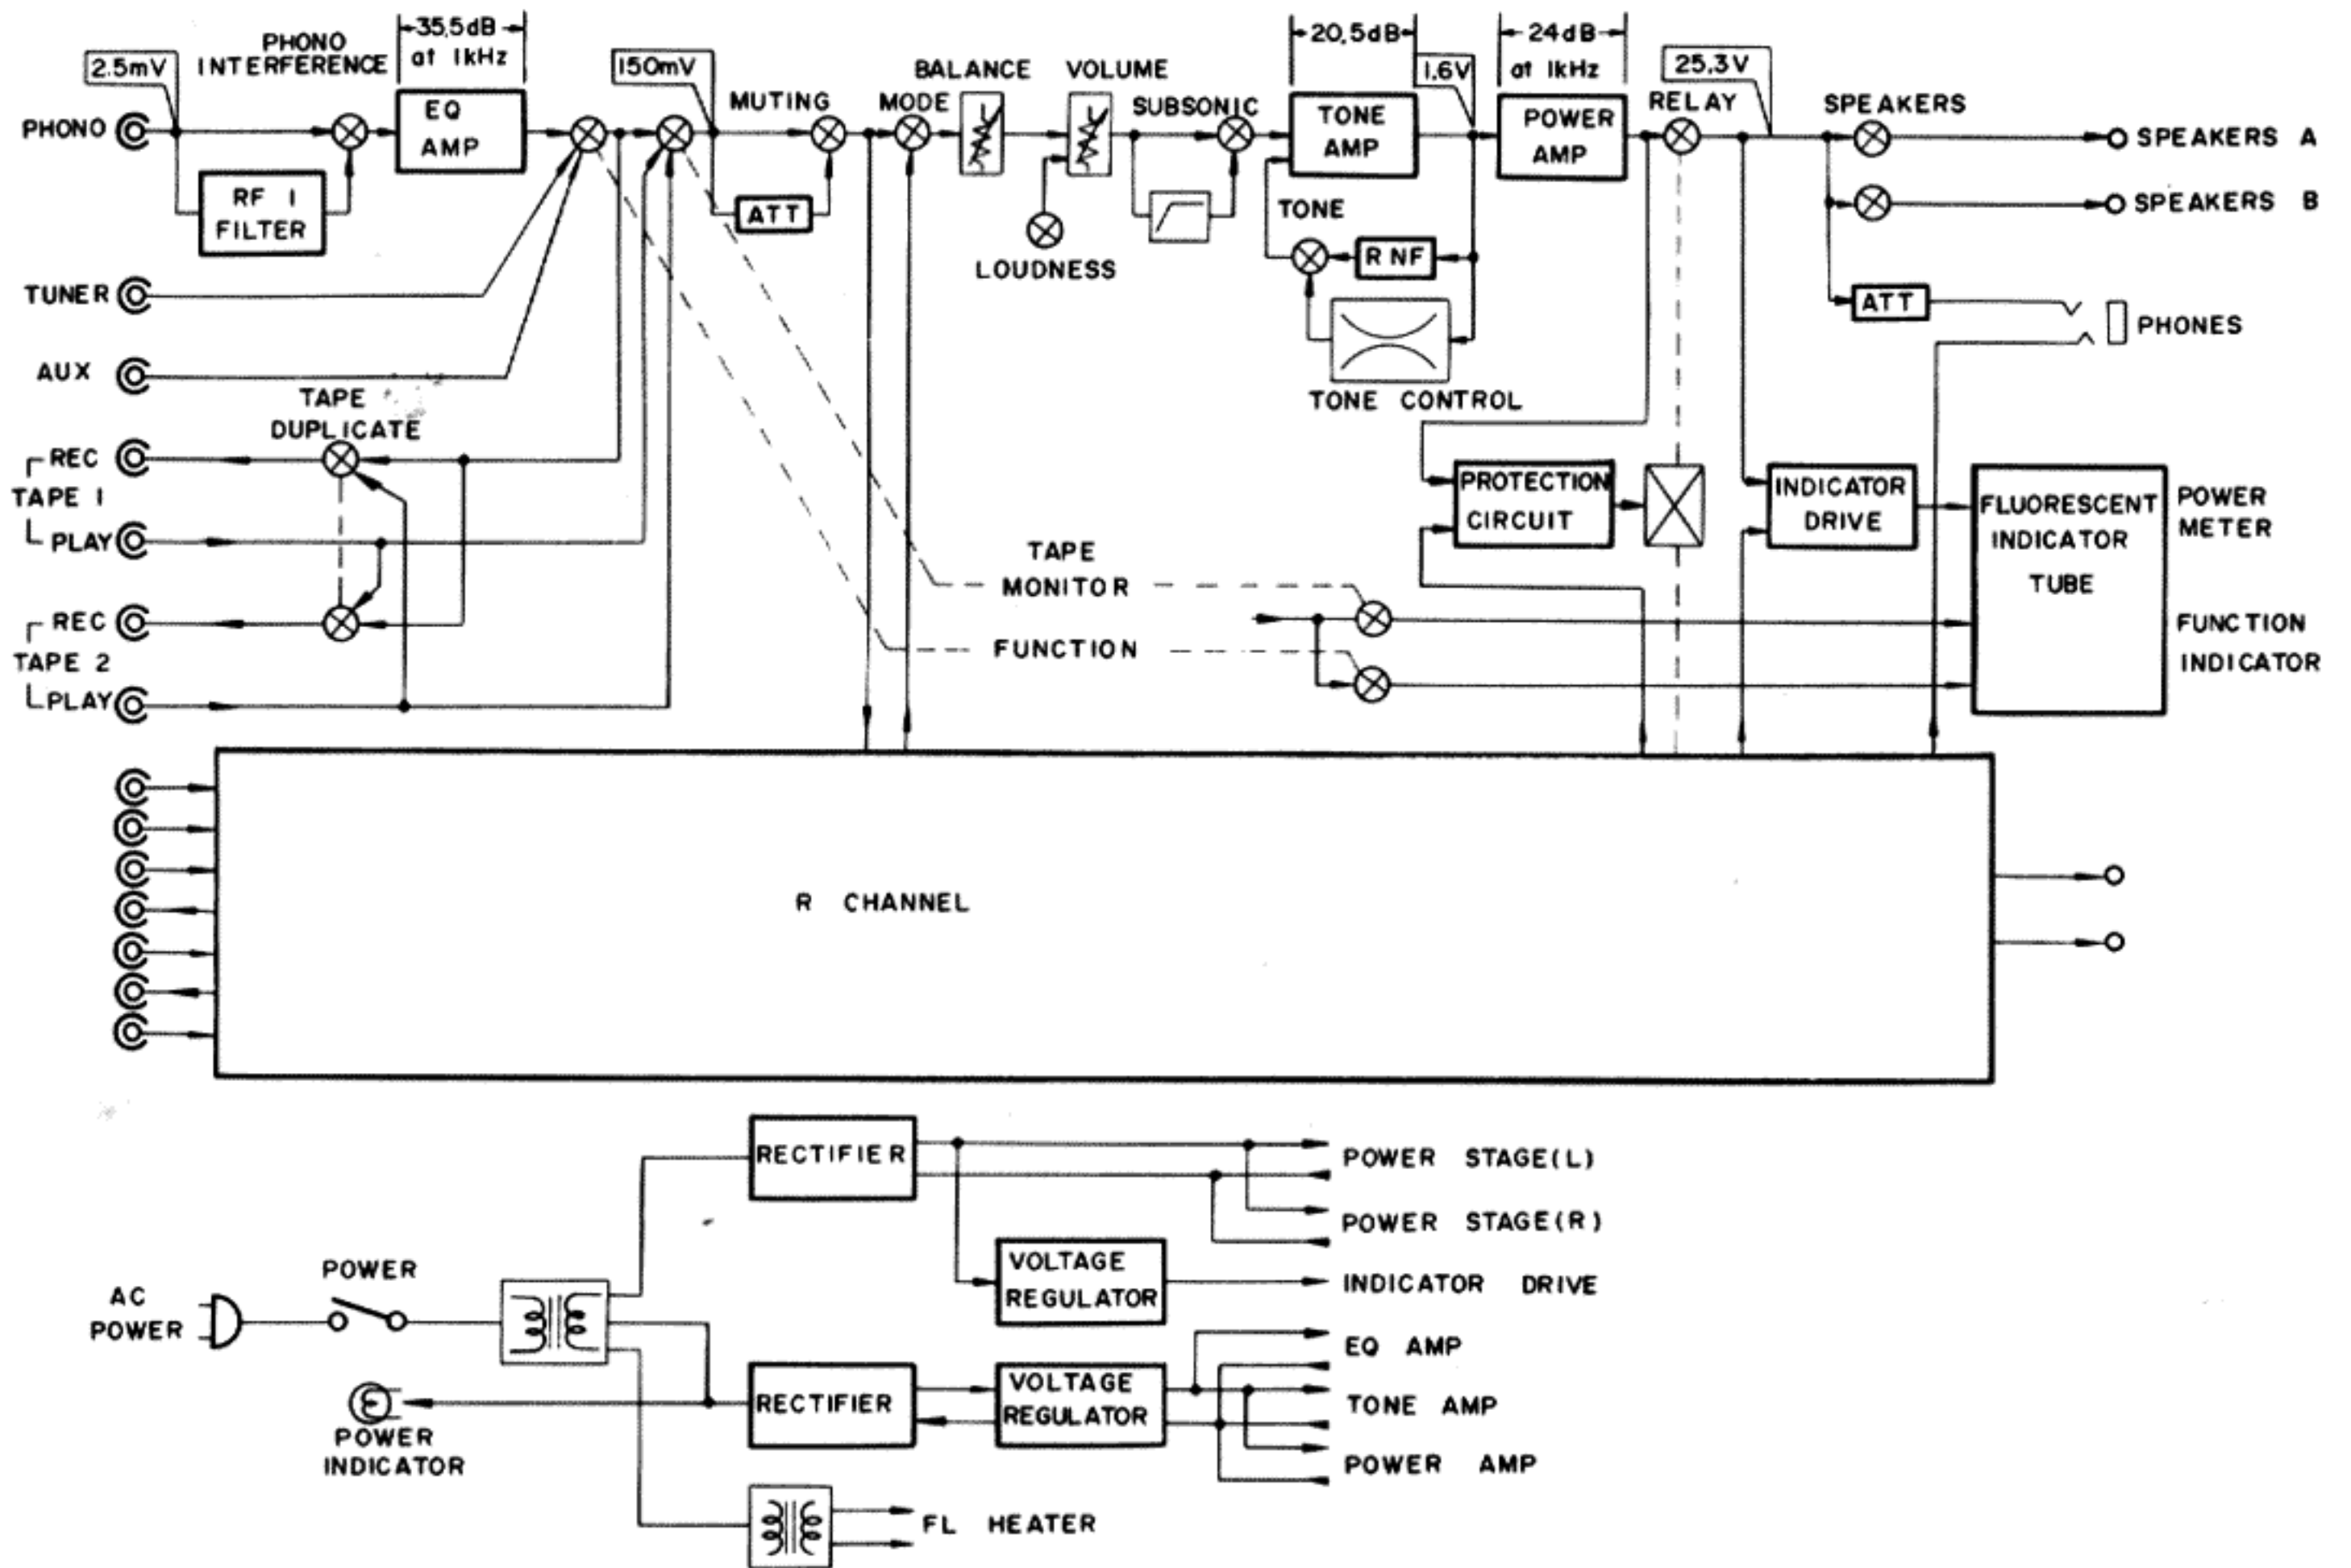 35.5dB
at 1kHz
PHONO
INTERFERENCE
2.5mV
PHONO
EQ
AMP
RF I
FILTER
150mV
MUTING
ATT
MODE
BALANCE
VOLUME
LOUDNESS
SUBSONIC
20.5dB
TONE
AMP
1.6V
24dB
at 1kHz
POWER
AMP
25.3V
RELAY
SPEAKERS
SPEAKERS A
SPEAKERS B
TONE
R NF
TONE CONTROL
ATT
PHONES
TUNER
AUX
TAPE
DUPLICATE
REC
TAPE 1
PLAY
REC
TAPE 2
PLAY
TAPE
MONITOR
FUNCTION
PROTECTION
CIRCUIT
INDICATOR
DRIVE
FLUORESCENT
INDICATOR
TUBE
POWER
METER
FUNCTION
INDICATOR
R CHANNEL
RECTIFIER
POWER STAGE(L)
POWER STAGE(R)
VOLTAGE
REGULATOR
INDICATOR DRIVE
AC
POWER
POWER
POWER
INDICATOR
RECTIFIER
VOLTAGE
REGULATOR
EQ AMP
TONE AMP
POWER AMP
FL HEATER